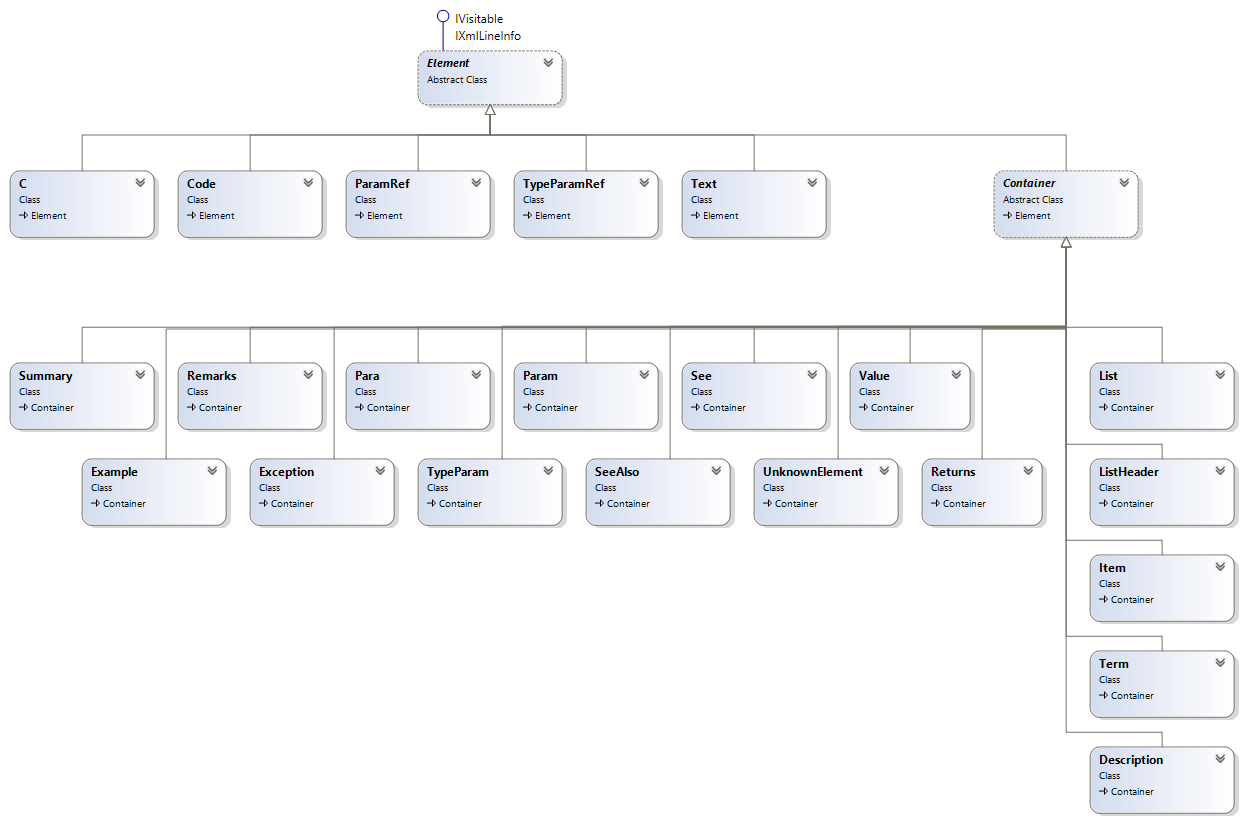 IVisitable
IXmlLineInfo
Element
Abstract Class
C
Class
Element
Code
Class
Element
ParamRef
Class
Element
TypeParamRef
Class
Element
Text
Class
Element
Container
Abstract Class
Element
Summary
Class
Container
Remarks
Class
Container
Para
Class
Container
Param
Class
Container
See
Class
Container
Value
Class
Container
List
Class
Container
Example
Class
Container
Exception
Class
Container
TypeParam
Class
Container
SeeAlso
Class
Container
UnknownElement
Class
Container
Returns
Class
Container
ListHeader
Class
Container
Item
Class
Container
Term
Class
Container
Description
Class
Container